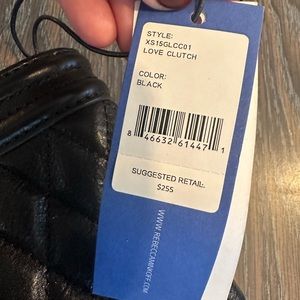 STYLE:
XS15GLCC01
LOVE CLUTCH
COLOR:
BLACK
8 46632 61447 1
SUGGESTED RETAIL:
$255
WWW.REBECCAMINKOFF.COM